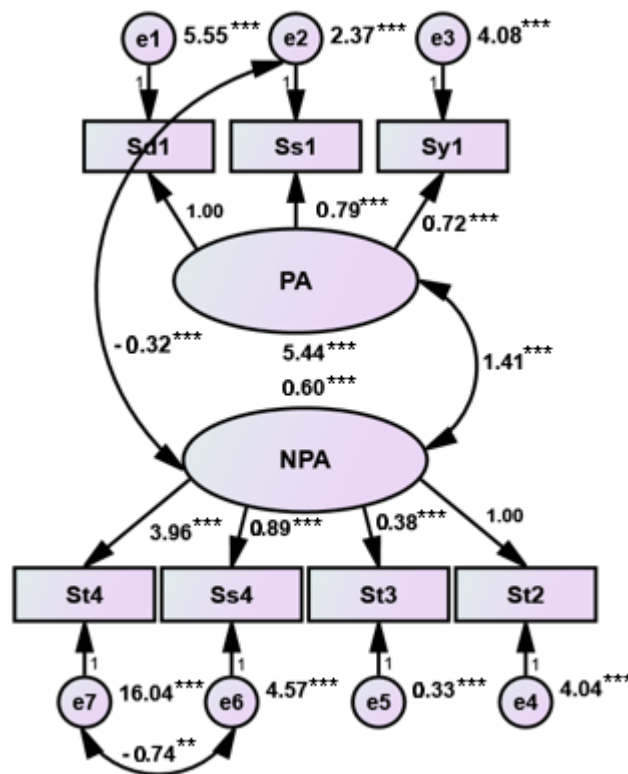 e1 5.55*** e2 2.37*** e3 4.08***
1 1 1
Sd1 Ss1 Sy1
1.00 0.79*** 0.72***
PA
-0.32*** 5.44*** 1.41***
0.60***
NPA
3.96*** 0.89*** 0.38*** 1.00
St4 Ss4 St3 St2
1 1 1 1
e7 16.04*** e6 4.57*** e5 0.33*** e4 4.04***
-0.74**